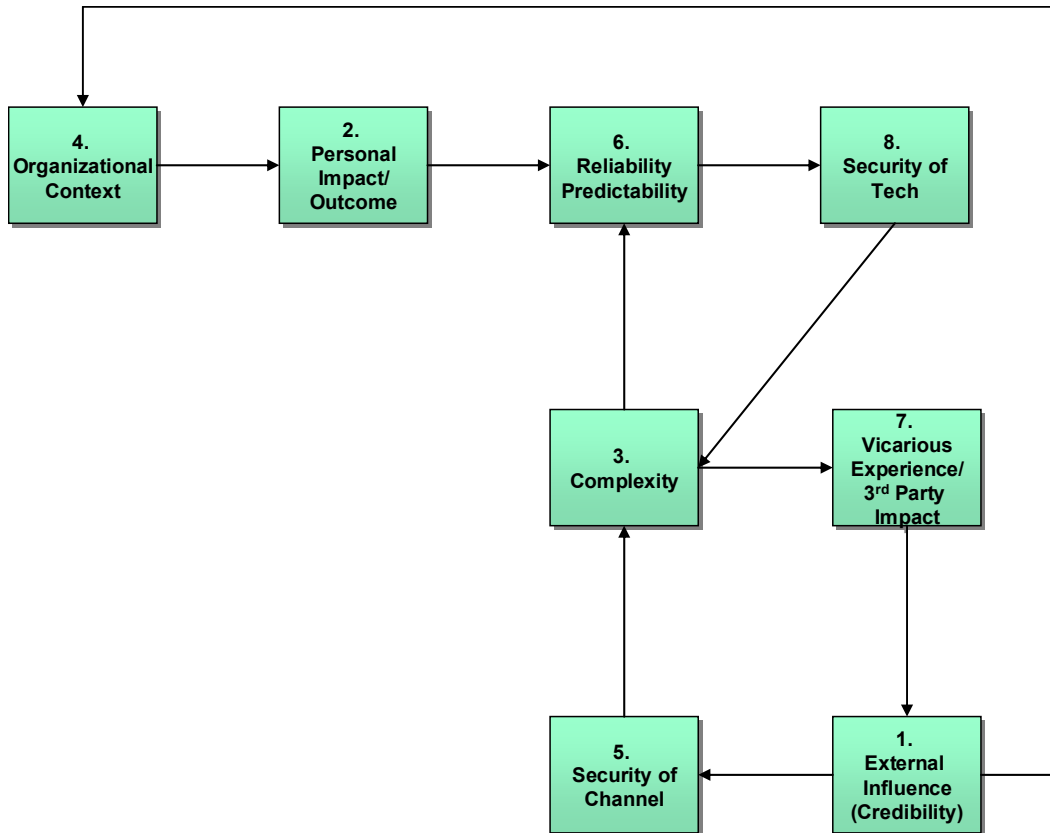 4.
Organizational
Context
2.
Personal
Impact/
Outcome
6.
Reliability
Predictability
8.
Security of
Tech
3.
Complexity
7.
Vicarious
Experience/
3rd Party
Impact
5.
Security of
Channel
1.
External
Influence
(Credibility)